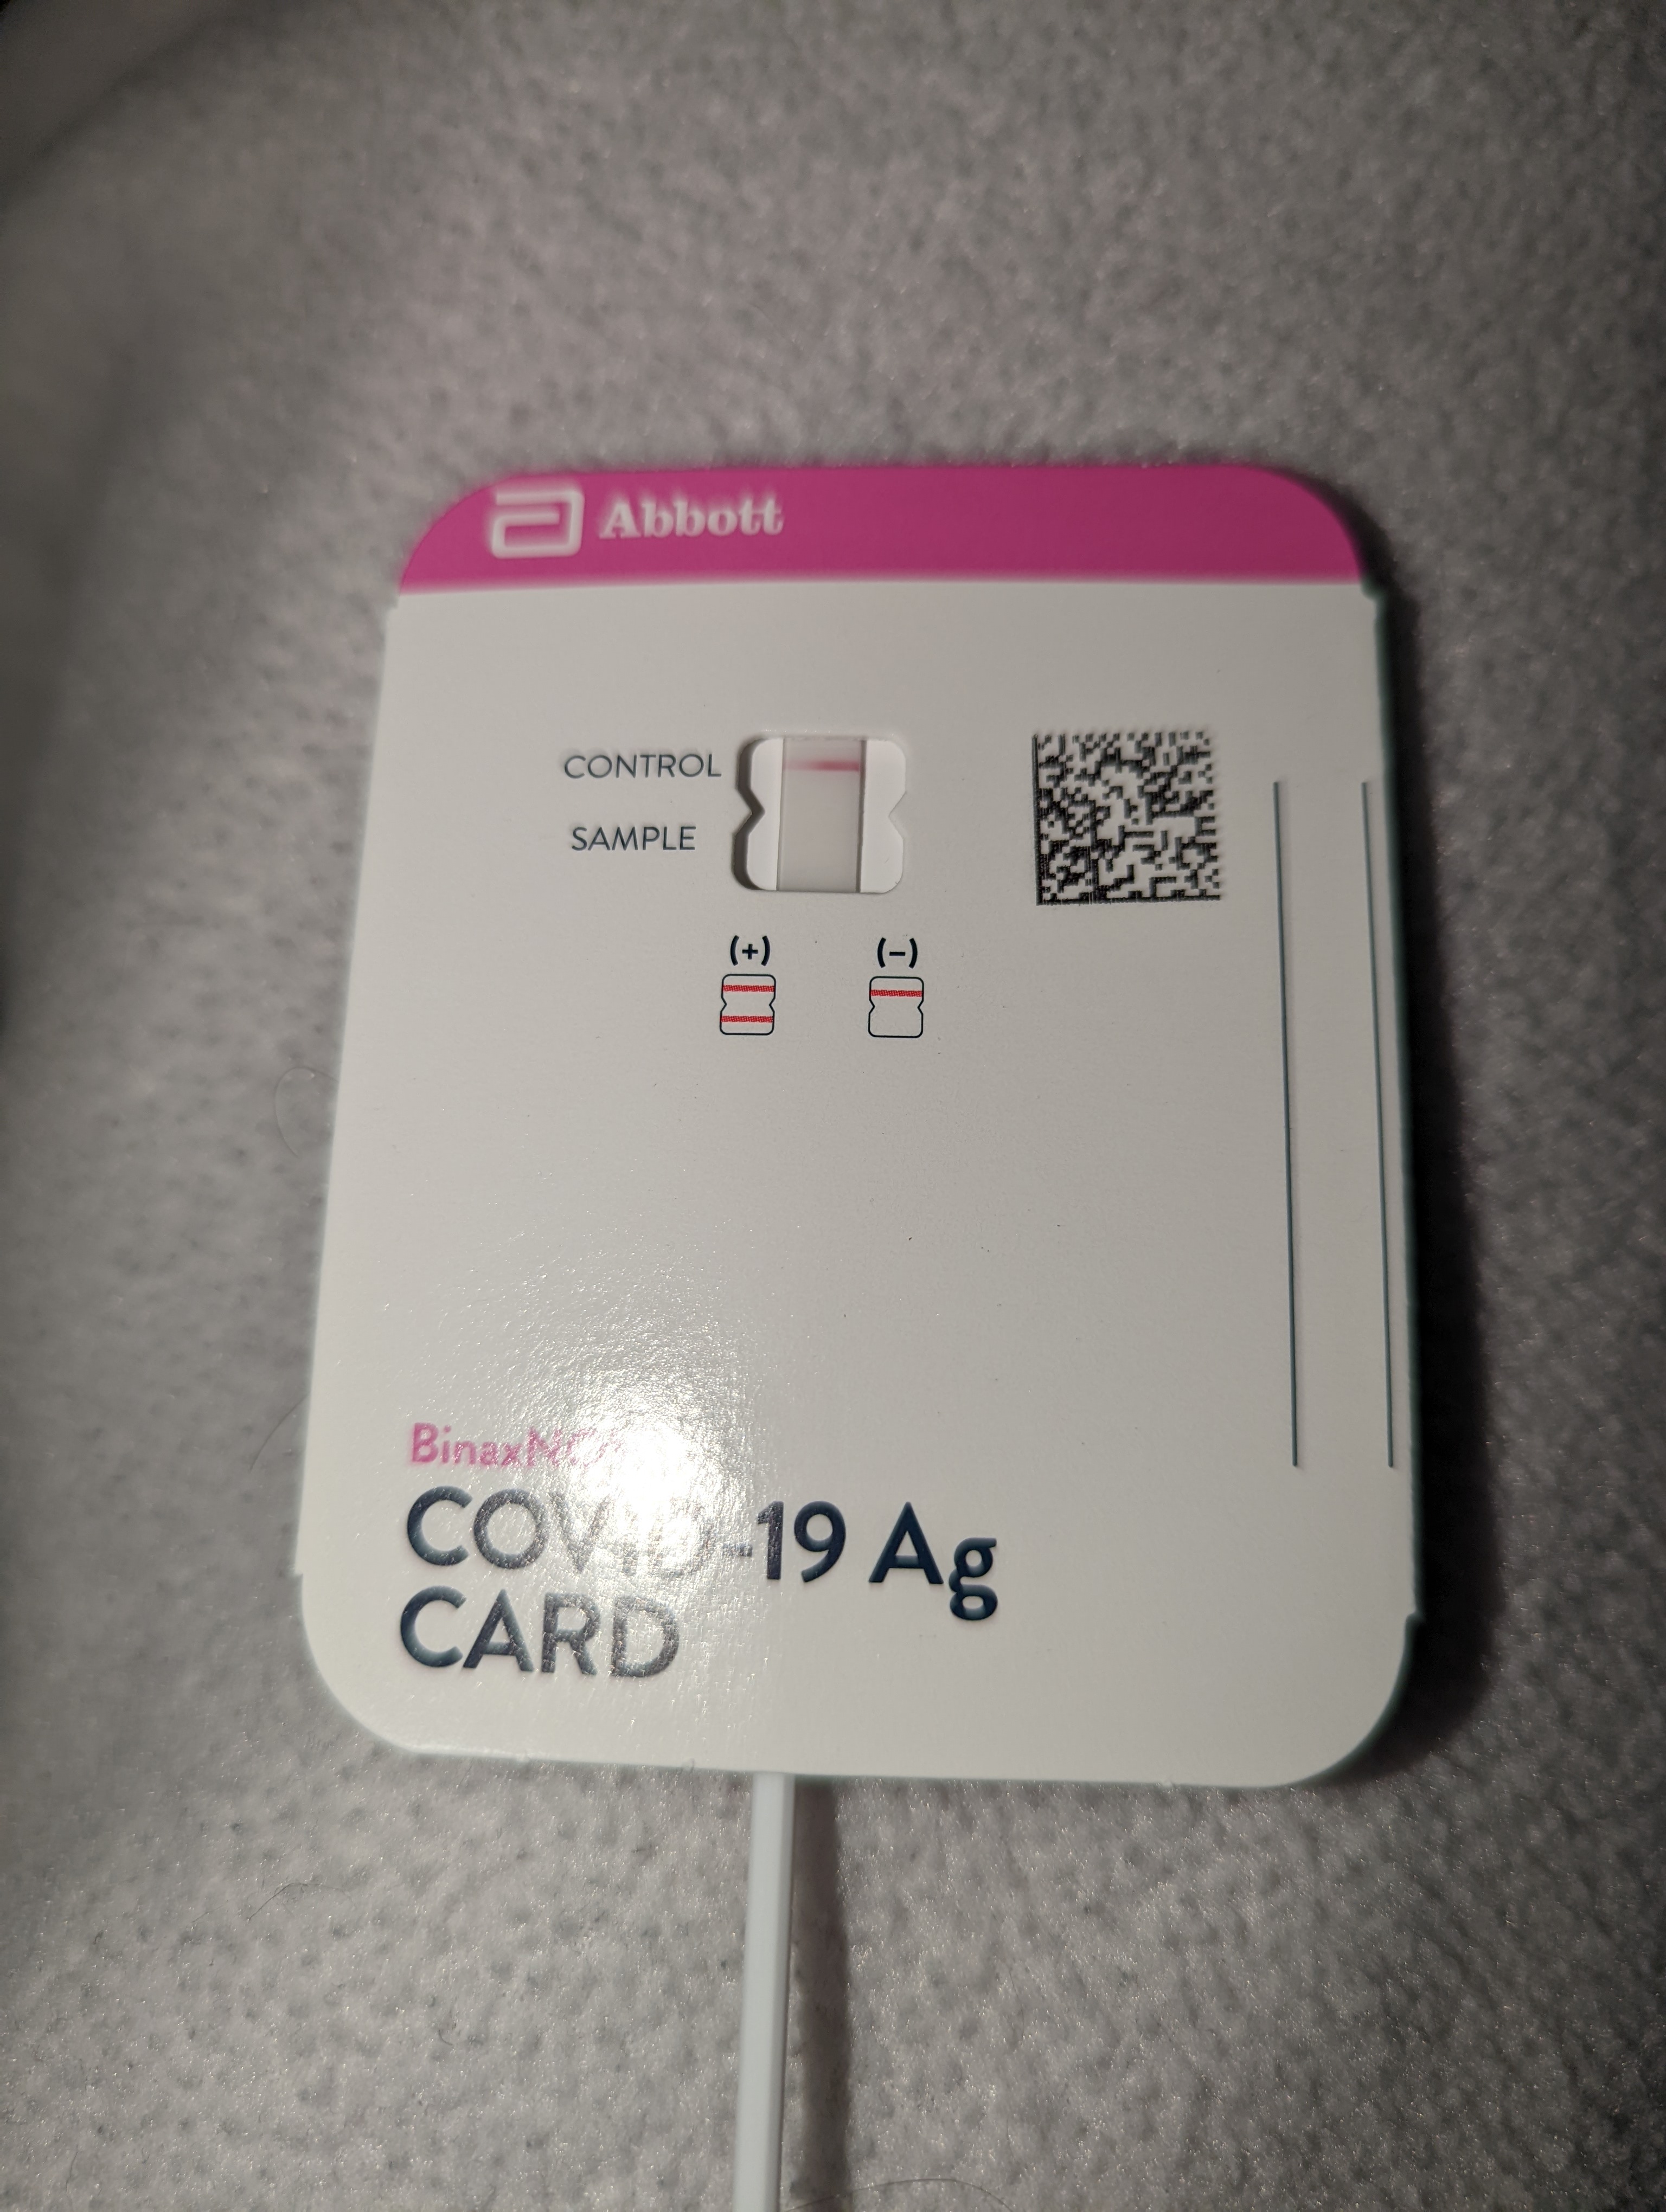 Abbott
CONTROL
SAMPLE
(+) (-)
COVID-19 Ag
CARD